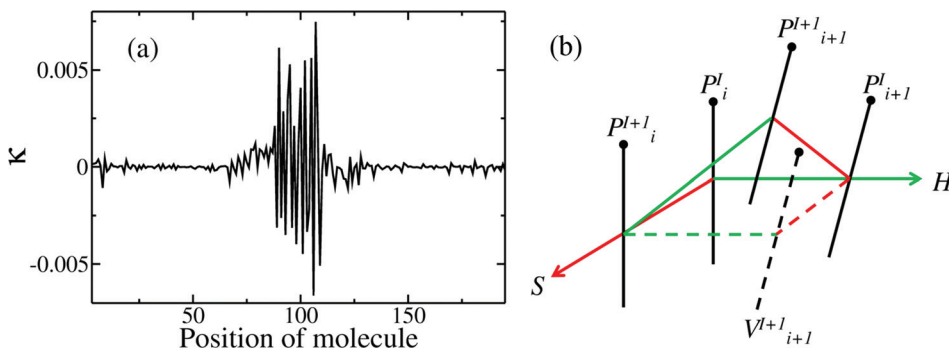 (a)
0.005
0
-0.005
κ
50
100
150
Position of molecule
(b)
P^{I+1}_{i+1}
P^{I}_{i}
P^{I}_{i+1}
P^{I+1}_{i}
H
S
V^{I+1}_{i+1}